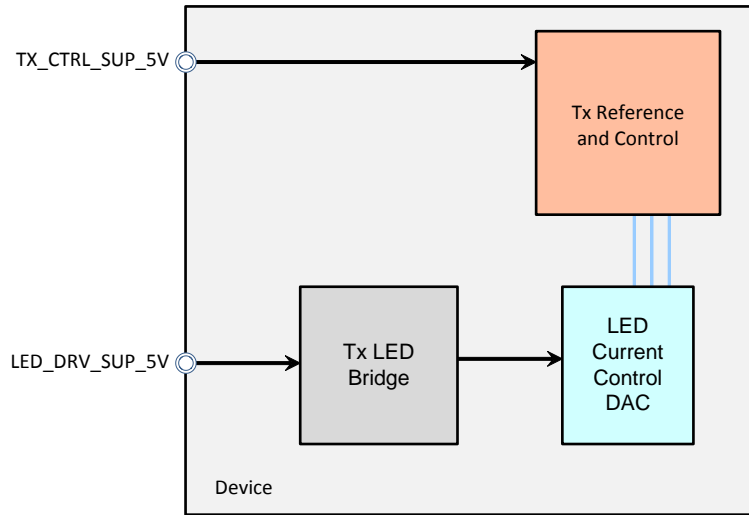 TX_CTRL_SUP_5V
Tx Reference
and Control
LED_DRV_SUP_5V
Tx LED
Bridge
LED
Current
Control
DAC
Device